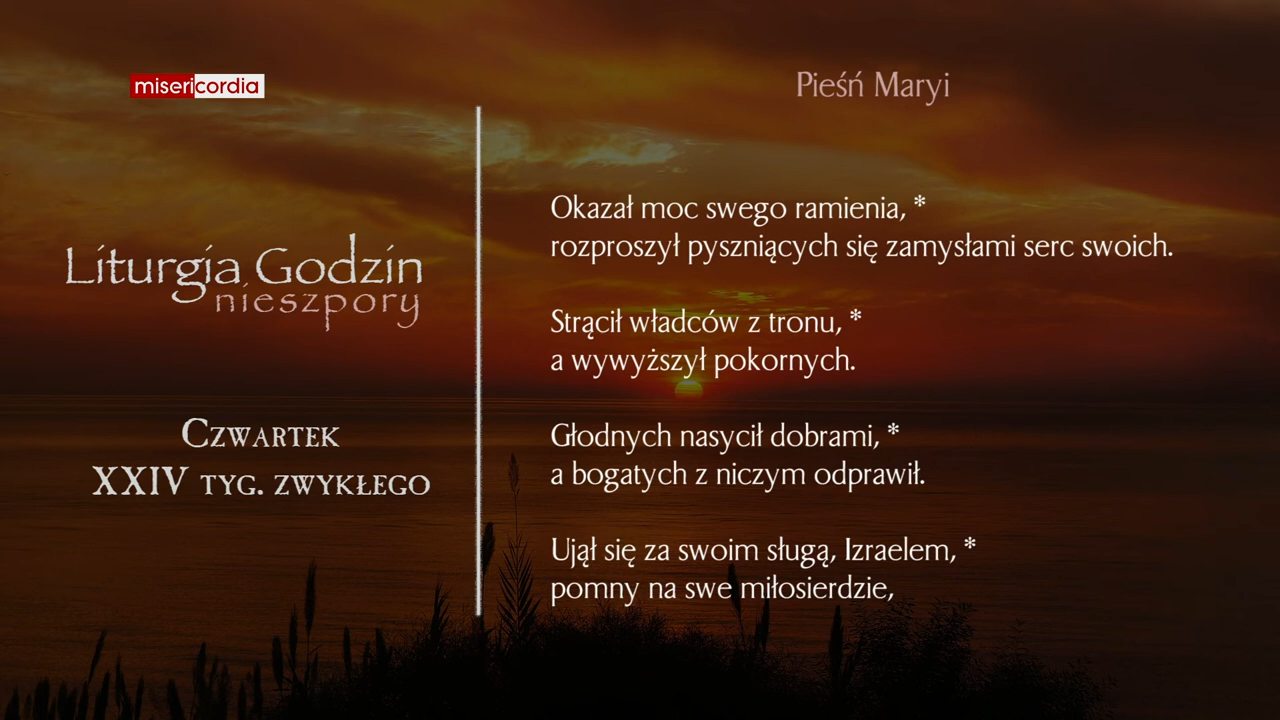 misericordia
Liturgia Godzin
nieszpory
Czwartek
XXIV tyg. zwykłego
Pieśń Maryi
Okazał moc swego ramienia, *
rozproszył pyszniących się zamysłami serc swoich.
Strącił władców z tronu, *
a wywyższył pokornych.
Głodnych nasycił dobrami, *
a bogatych z niczym odprawił.
Ujął się za swoim sługą, Izraelem, *
pomny na swe miłosierdzie,